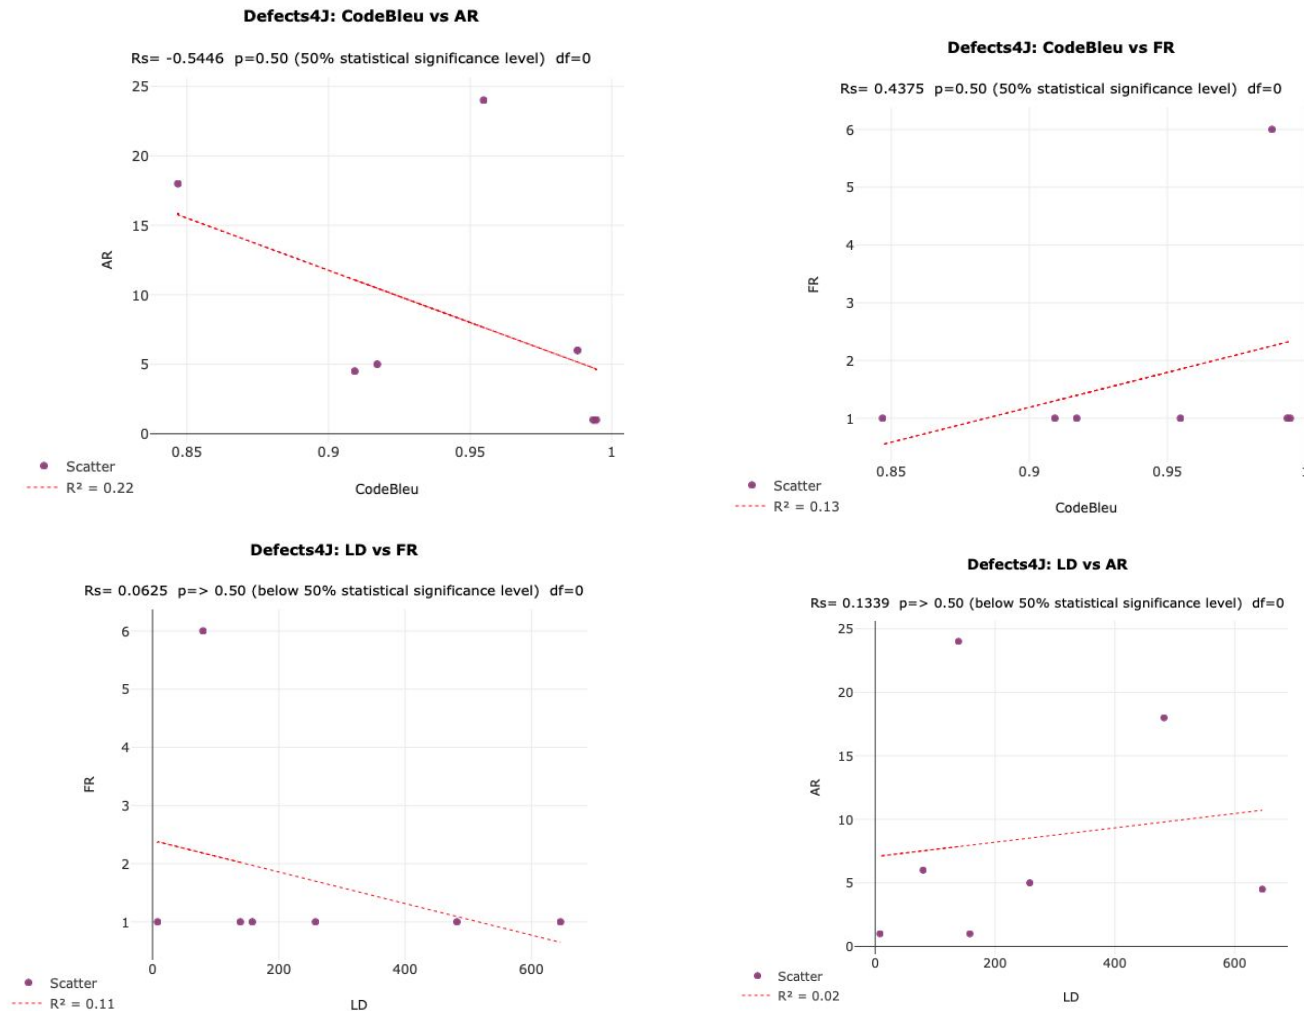 Defects4J: CodeBleu vs AR
Rs= -0.5446 p=0.50 (50% statistical significance level) df=0
25
20
15
10
5
0
AR
0.85 0.9 0.95 1
CodeBleu
Scatter
R² = 0.22
Defects4J: CodeBleu vs FR
Rs= 0.4375 p=0.50 (50% statistical significance level) df=0
6
5
4
3
2
1
FR
0.85 0.9 0.95
CodeBleu
Scatter
R² = 0.13
Defects4J: LD vs FR
Rs= 0.0625 p=> 0.50 (below 50% statistical significance level) df=0
6
5
4
3
2
1
FR
0 200 400 600
LD
Scatter
R² = 0.11
Defects4J: LD vs AR
Rs= 0.1339 p=> 0.50 (below 50% statistical significance level) df=0
25
20
15
10
5
0
AR
0 200 400 600
LD
Scatter
R² = 0.02